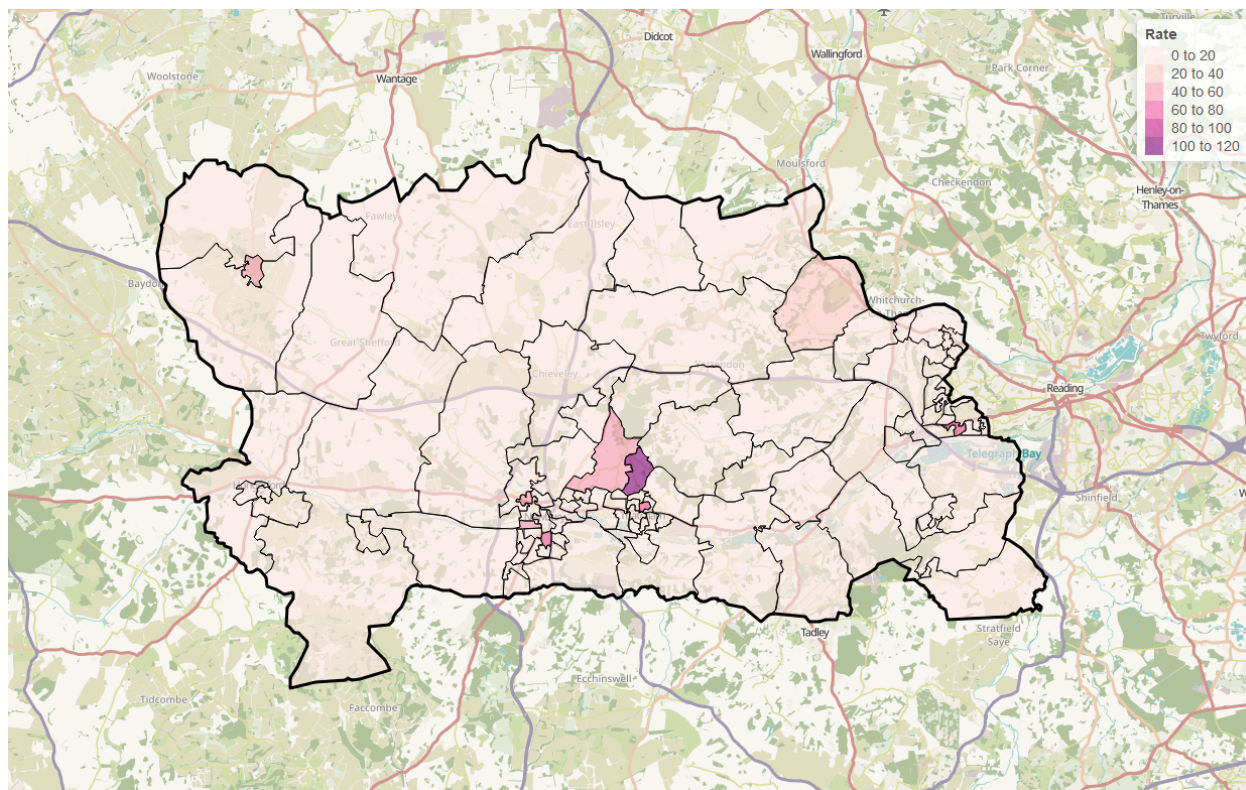 Turville
Didcot
Wallingford
Rate
0 to 20
20 to 40
40 to 60
60 to 80
80 to 100
100 to 120
Park Corner
Woolstone
Wantage
Moulsford
Checkendon
Henley-on-
Thames
Fawley
East Ilsley
Baydon
Whitchurch-
Great Shefford
Twyford
Chieveley
Reading
Telegraph Bay
Shinfield
W
Tadley
Stratfield
Saye
Ecchinswell
Tidcombe
Faccombe